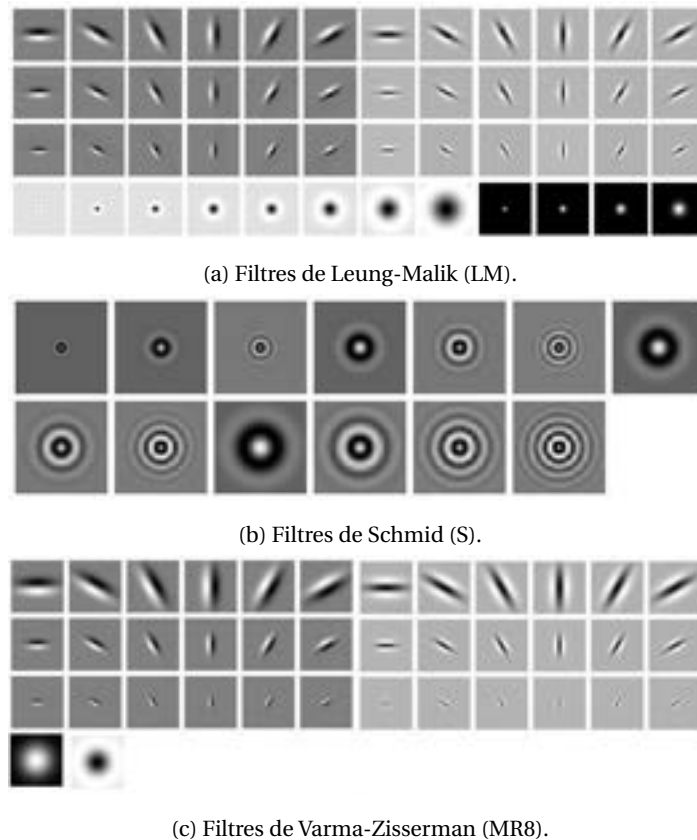 (a) Filtres de Leung-Malik (LM).
(b) Filtres de Schmid (S).
(c) Filtres de Varma-Zisserman (MR8).